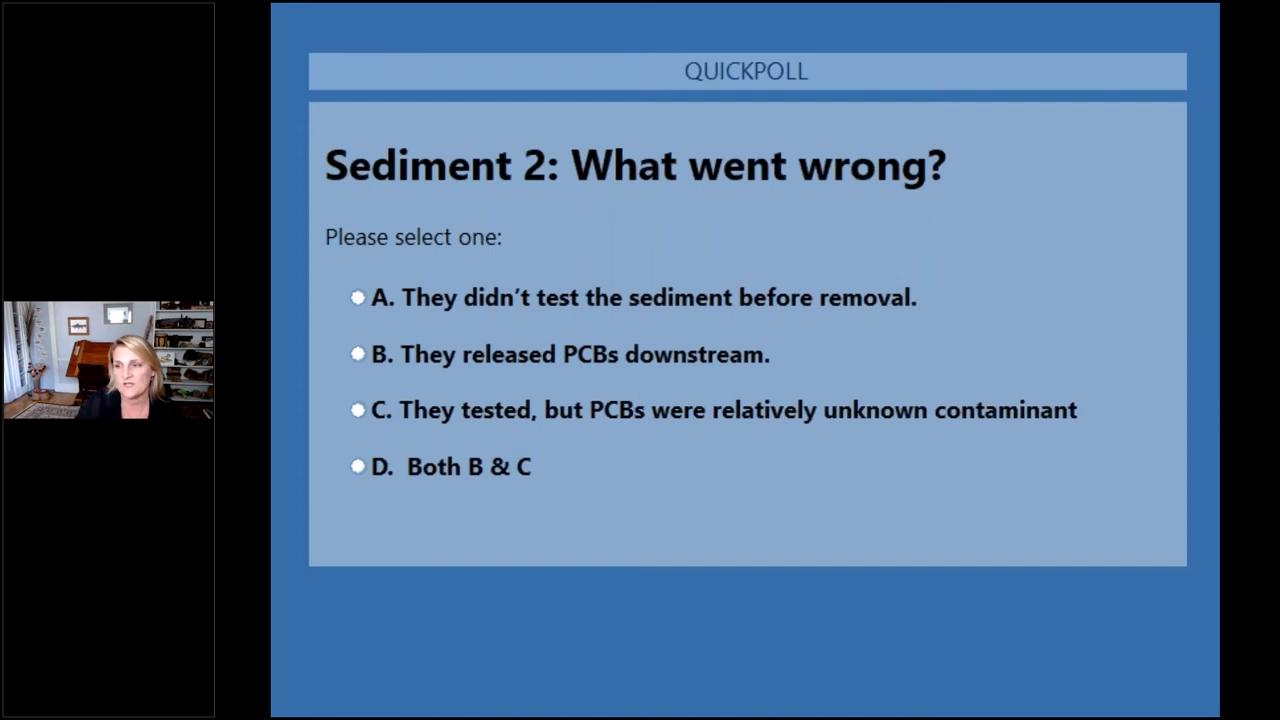 QUICKPOLL
Sediment 2: What went wrong?
Please select one:
A. They didn’t test the sediment before removal.
B. They released PCBs downstream.
C. They tested, but PCBs were relatively unknown contaminant
D. Both B & C